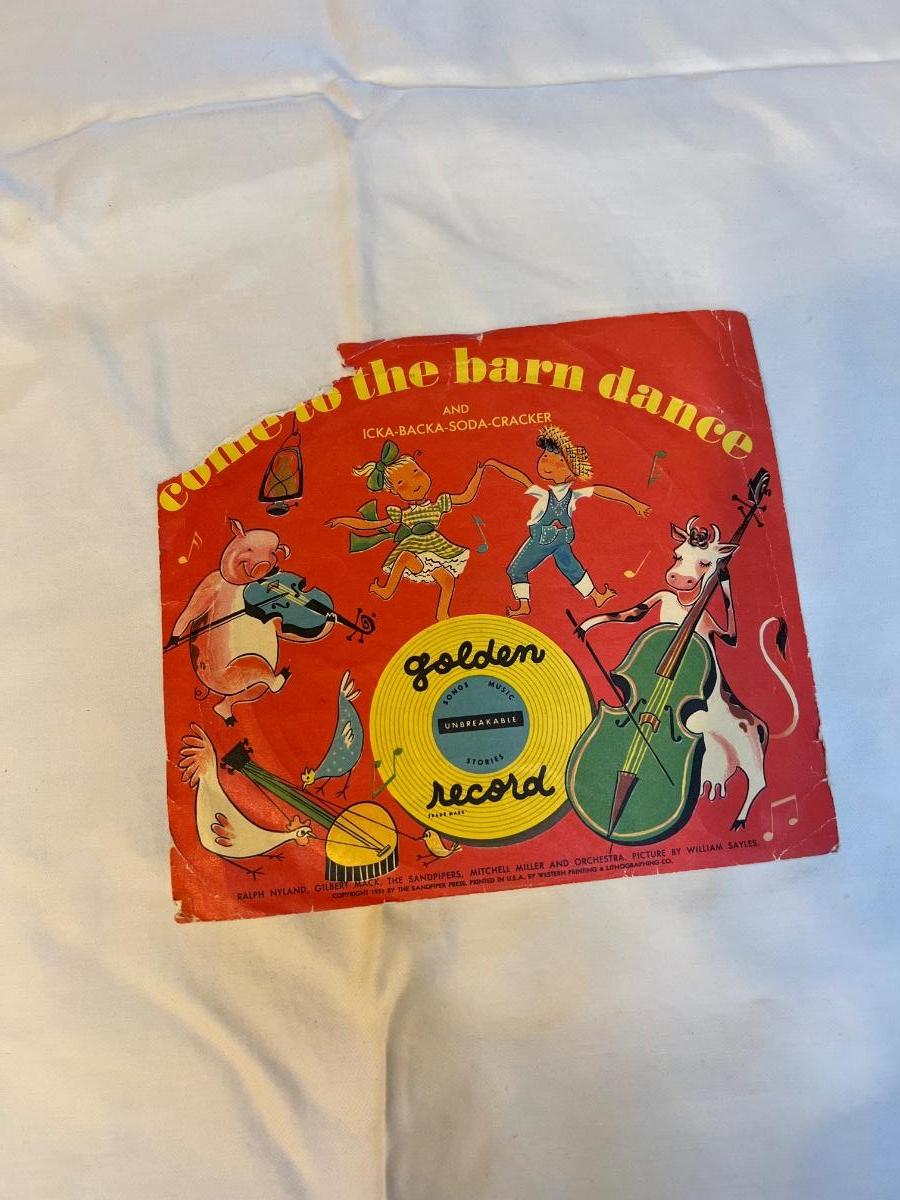 come to the barn dance
AND
ICKA-BACKA-SODA-CRACKER
golden
SONGS MUSIC
UNBREAKABLE
STORIES
record
TRADE MARK
RALPH NYLAND, GILBERT MACK, THE SANDPIPERS, MITCHELL MILLER AND ORCHESTRA. PICTURE BY WILLIAM SAYLES.
COPYRIGHT 1951 BY THE SANDPIPER PRESS. PRINTED IN U.S.A. BY WESTERN PRINTING & LITHOGRAPHING CO.